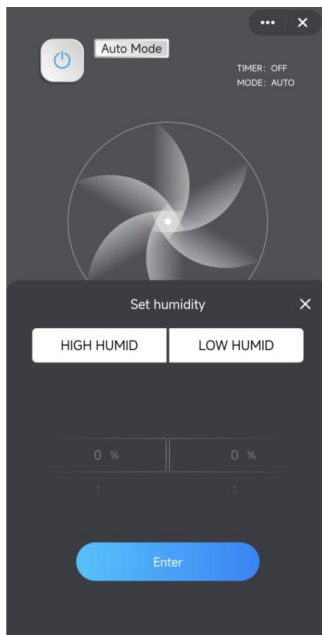 Auto Mode
TIMER: OFF
MODE: AUTO
Set humidity
HIGH HUMID LOW HUMID
0 % 0 %
1 1
Enter